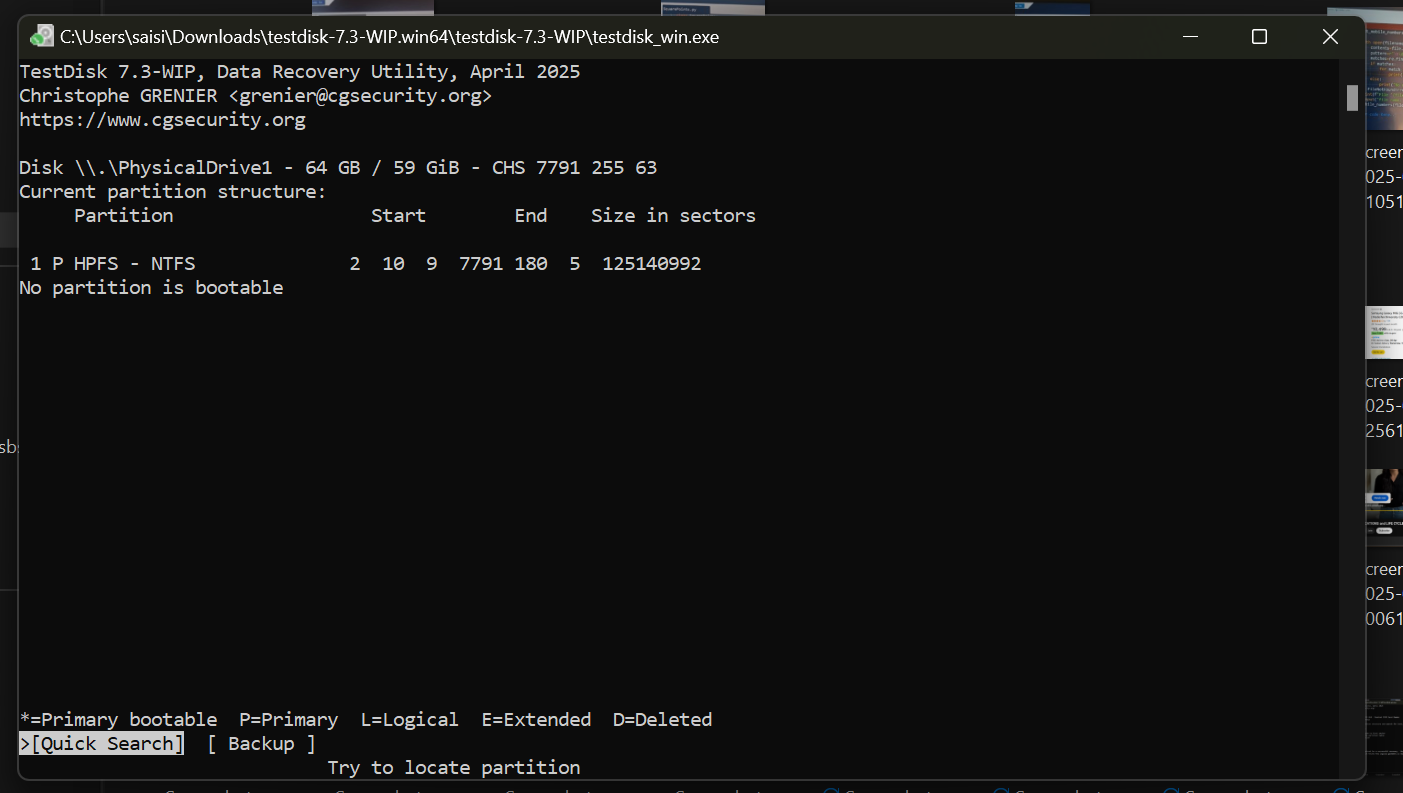 C:\Users\saisi\Downloads\testdisk-7.3-WIP.win64\testdisk-7.3-WIP\testdisk_win.exe
TestDisk 7.3-WIP, Data Recovery Utility, April 2025
Christophe GRENIER <grenier@cgsecurity.org>
https://www.cgsecurity.org
Disk \\.\PhysicalDrive1 - 64 GB / 59 GiB - CHS 7791 255 63
Current partition structure:
Partition Start End Size in sectors
1 P HPFS - NTFS 2 10 9 7791 180 5 125140992
No partition is bootable
*=Primary bootable P=Primary L=Logical E=Extended D=Deleted
>[Quick Search] [ Backup ]
Try to locate partition
creen
025-
1051
creen
025-
2561
creen
025-
0061